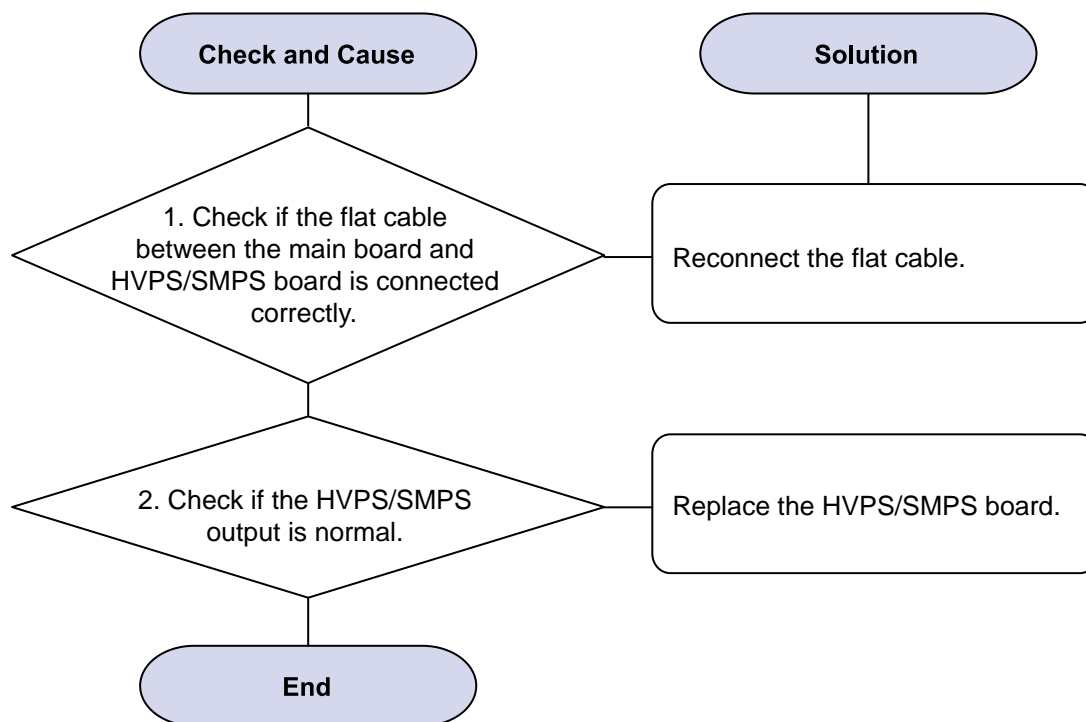 Check and Cause
Solution
1. Check if the flat cable
between the main board and
HVPS/SMPS board is connected
correctly.
Reconnect the flat cable.
2. Check if the HVPS/SMPS
output is normal.
Replace the HVPS/SMPS board.
End